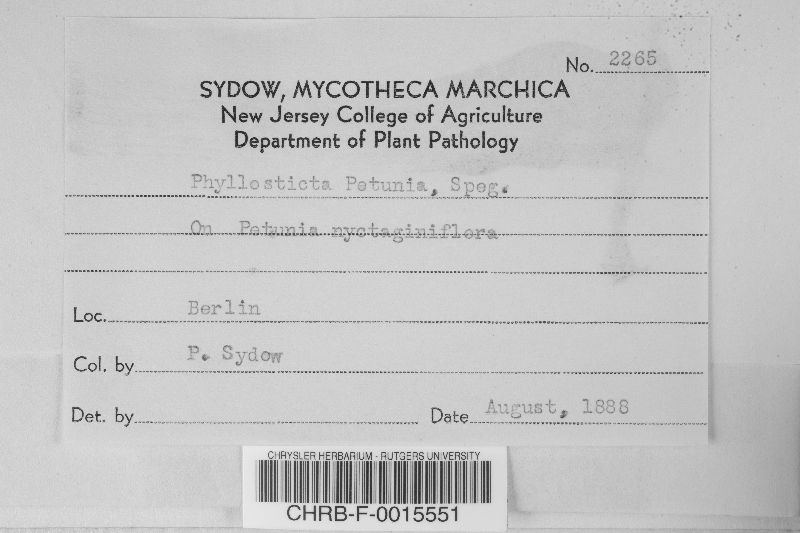 No. 2265
SYDOW, MYCOTHECA MARCHICA
New Jersey College of Agriculture
Department of Plant Pathology
Phyllosticta Petunia, Speg.
On Petunia nyctaginiflora
Loc. Berlin
Col. by P. Sydow
Det. by
Date August, 1888
CHRYSLER HERBARIUM - RUTGERS UNIVERSITY
CHRB-F-0015551